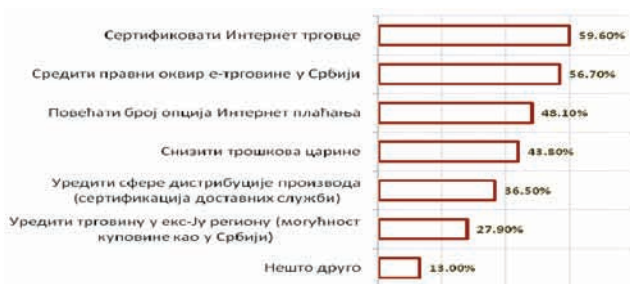 Сертификовати Интернет трговце 59.60%
Средити правни оквир е-трговине у Србији 56.70%
Повећати број опција Интернет плаћања 48.10%
Снизити трошкова царине 43.80%
Уредити сфере дистрибуције производа
(сертификација доставних служби) 36.50%
Уредити трговину у екс-Ју региону (могућност
куповине као у Србији) 27.90%
Нешто друго 13.00%